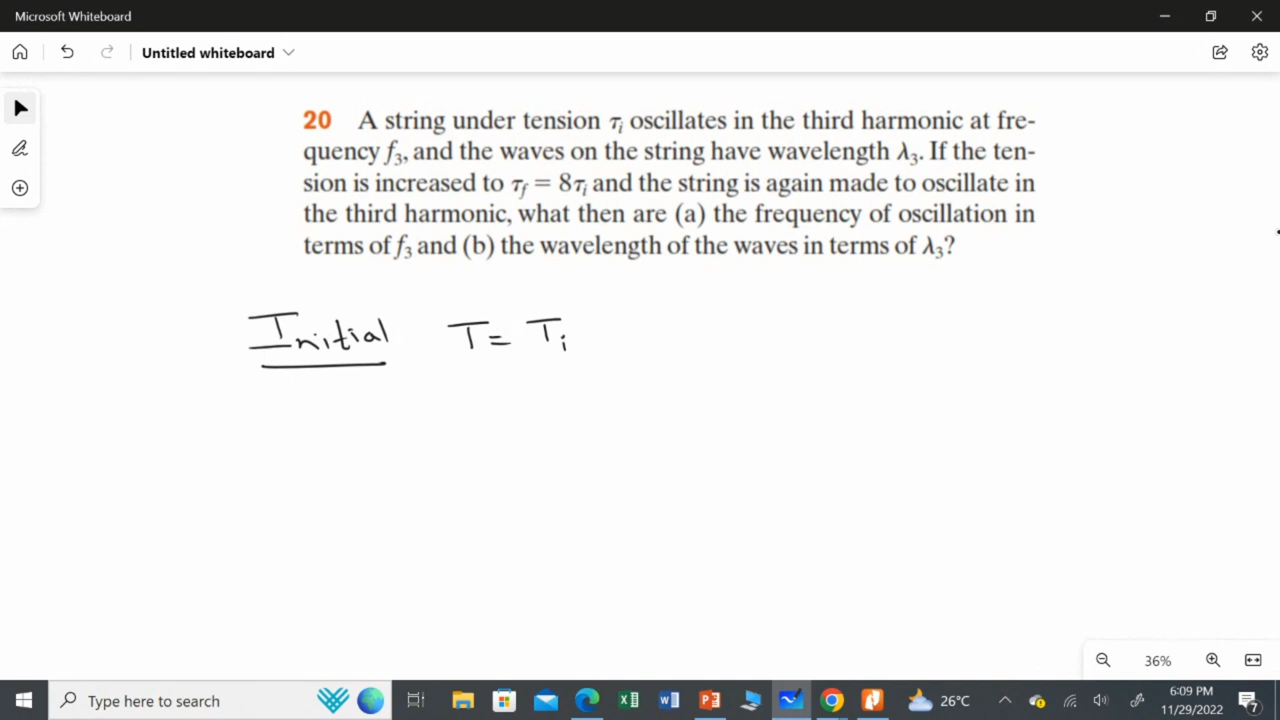 Microsoft Whiteboard
Untitled whiteboard
20 A string under tension τi oscillates in the third harmonic at fre-
quency f3, and the waves on the string have wavelength λ3. If the ten-
sion is increased to τf = 8τi and the string is again made to oscillate in
the third harmonic, what then are (a) the frequency of oscillation in
terms of f3 and (b) the wavelength of the waves in terms of λ3?
Initial T = Ti
36%
Type here to search
26°C
6:09 PM
11/29/2022
7